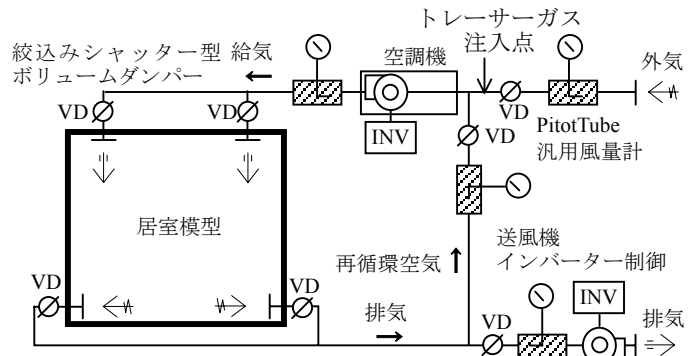 トレーサーガス
注入点
絞込みシャッター型
ボリュームダンパー
給気
空調機
外気
VD
VD
INV
VD
VD
PitotTube
汎用風量計
居室模型
再循環空気
送風機
インバーター制御
VD
VD
排気
VD
INV
排気